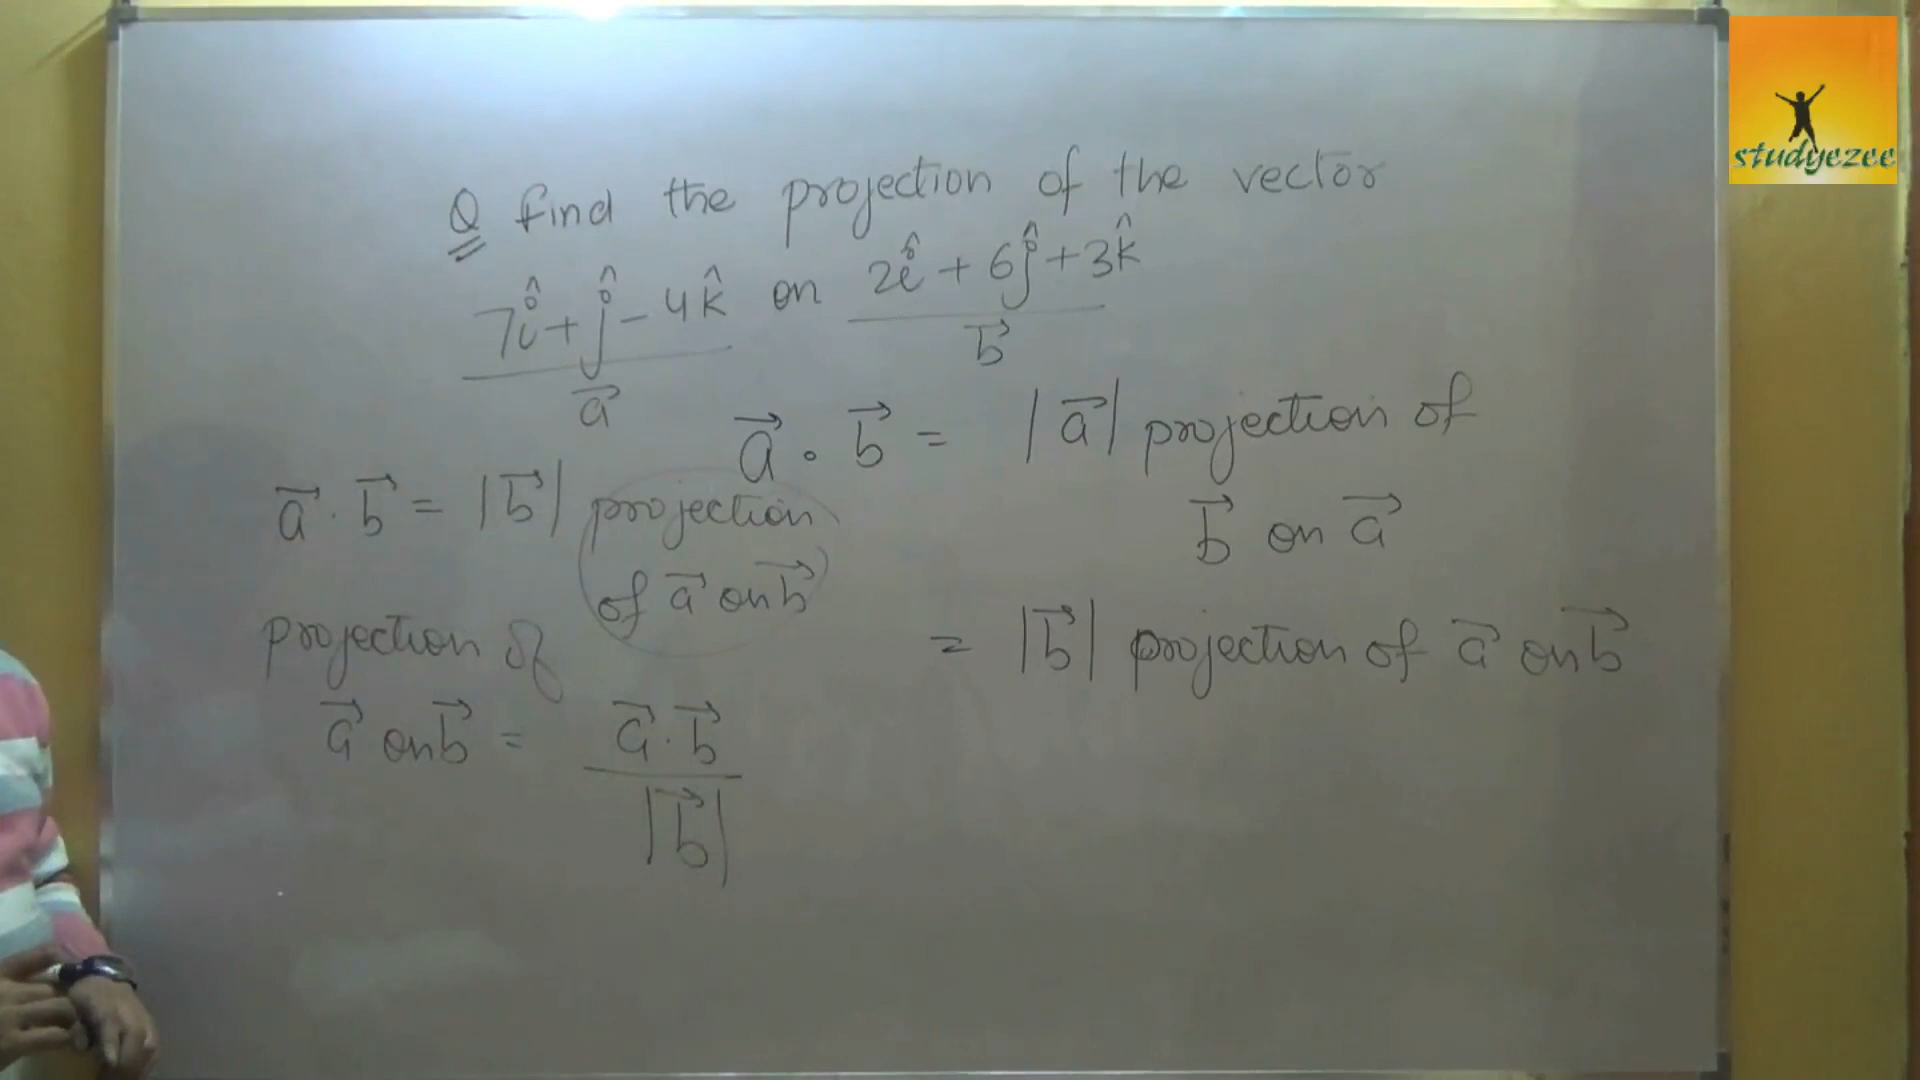 Q find the projection of the vector
7î + ĵ - 4k̂ on 2î + 6ĵ + 3k̂
a⃗ b⃗
a⃗ . b⃗ = |a⃗| projection of
b⃗ on a⃗
= |b⃗| projection of a⃗ on b⃗
a⃗ . b⃗ = |b⃗| projection
of a⃗ on b⃗
projection of
a⃗ on b⃗ = a⃗ . b⃗
|b⃗|
studyezee